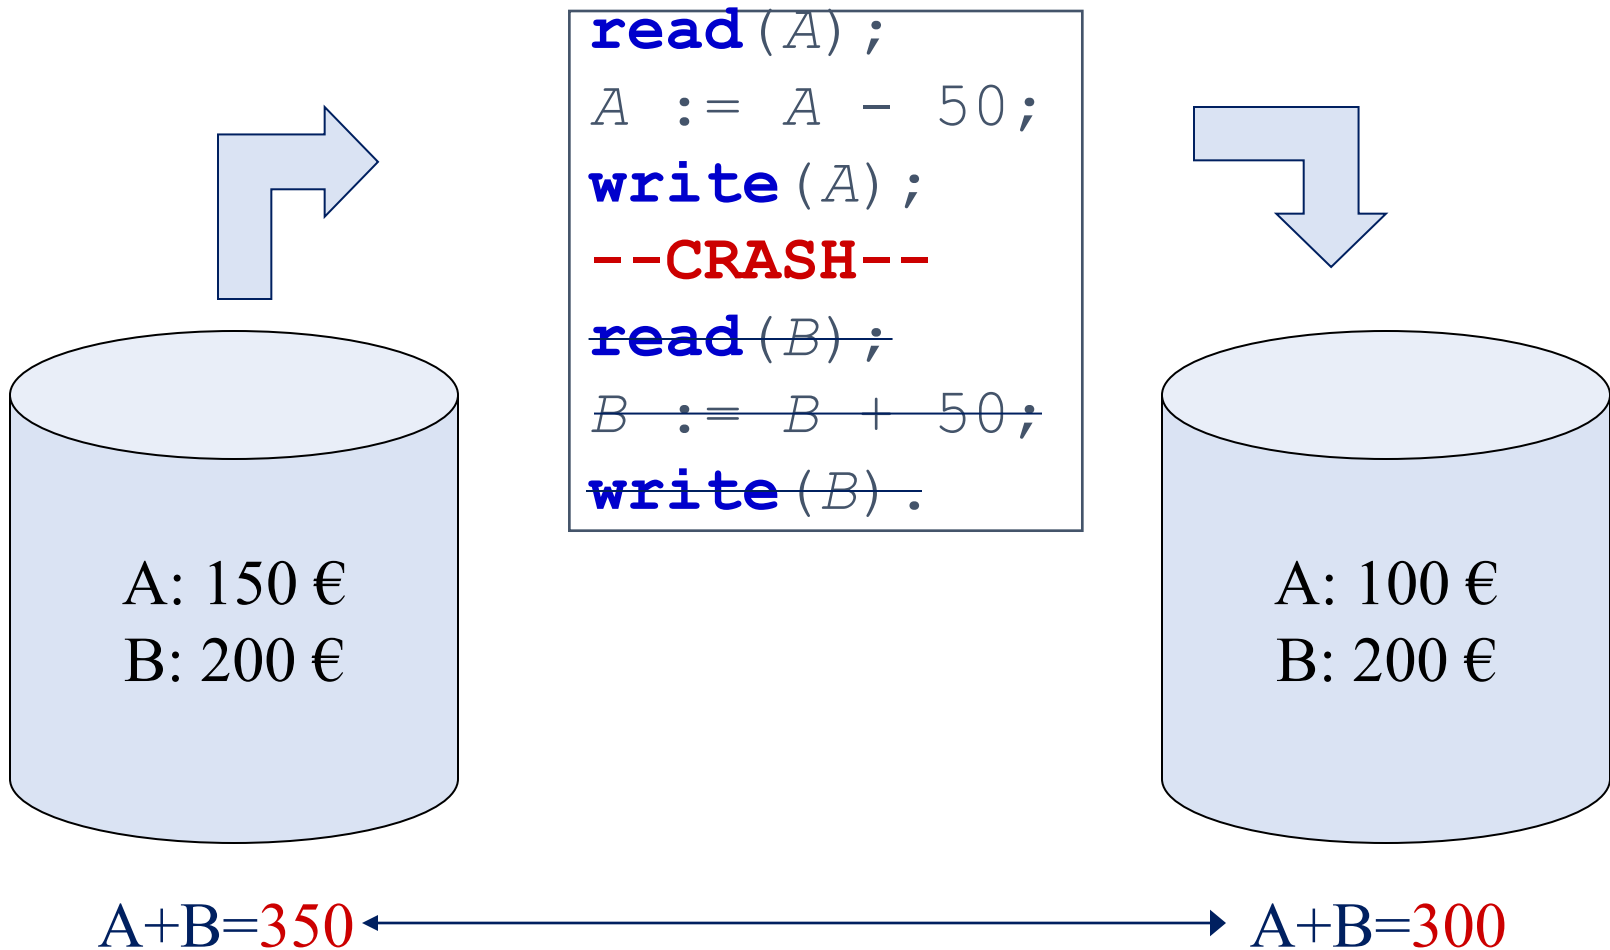 read(A);
A := A - 50;
write(A);
--CRASH--
read(B);
B := B + 50;
write(B).
A: 150 €
B: 200 €
A: 100 €
B: 200 €
A+B=350
A+B=300